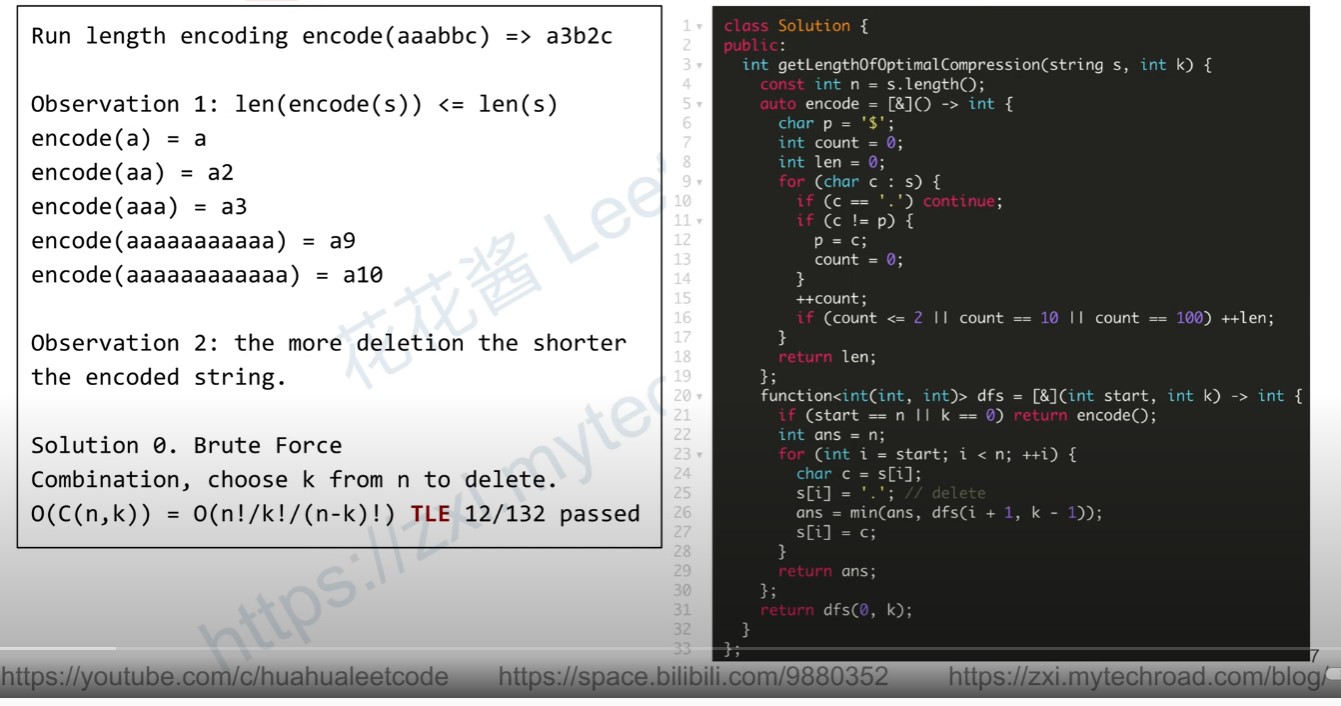 Run length encoding encode(aaabbc) => a3b2c
Observation 1: len(encode(s)) <= len(s)
encode(a) = a
encode(aa) = a2
encode(aaa) = a3
encode(aaaaaaaaaaa) = a9
encode(aaaaaaaaaaaa) = a10
Observation 2: the more deletion the shorter
the encoded string.
Solution 0. Brute Force
Combination, choose k from n to delete.
O(C(n,k)) = O(n!/k!/(n-k)!) TLE 12/132 passed
1 class Solution {
2 public:
3 int getLengthOfOptimalCompression(string s, int k) {
4 const int n = s.length();
5 auto encode = [&]() -> int {
6 char p = '$';
7 int count = 0;
8 int len = 0;
9 for (char c : s) {
10 if (c == '.') continue;
11 if (c != p) {
12 p = c;
13 count = 0;
14 }
15 ++count;
16 if (count <= 2 || count == 10 || count == 100) ++len;
17 }
18 return len;
19 };
20 function<int(int, int)> dfs = [&](int start, int k) -> int {
21 if (start == n || k == 0) return encode();
22 int ans = n;
23 for (int i = start; i < n; ++i) {
24 char c = s[i];
25 s[i] = '.'; // delete
26 ans = min(ans, dfs(i + 1, k - 1));
27 s[i] = c;
28 }
29 return ans;
30 };
31 return dfs(0, k);
32 }
33 };
花花酱 Lee
https://zxi.mytec
7
https://youtube.com/c/huahualeetcode https://space.bilibili.com/9880352 https://zxi.mytechroad.com/blog/